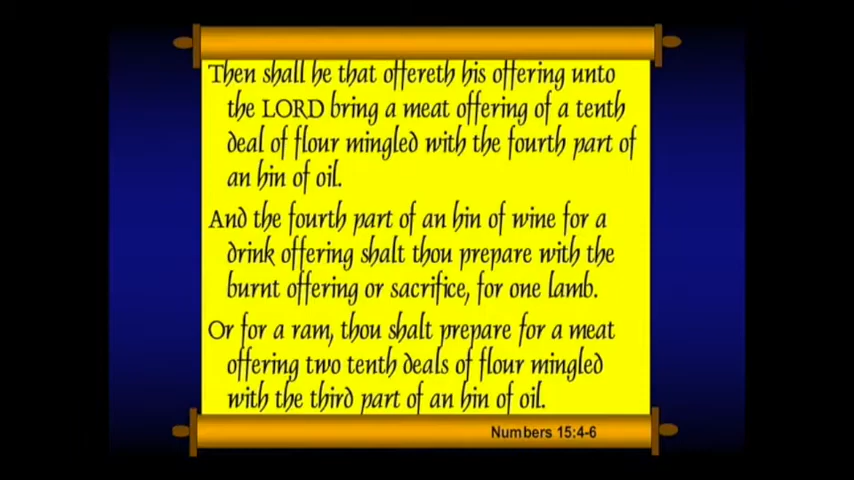 Then shall he that offereth his offering unto
the LORD bring a meat offering of a tenth
deal of flour mingled with the fourth part of
an hin of oil.
And the fourth part of an hin of wine for a
drink offering shalt thou prepare with the
burnt offering or sacrifice, for one lamb.
Or for a ram, thou shalt prepare for a meat
offering two tenth deals of flour mingled
with the third part of an hin of oil.
Numbers 15:4-6